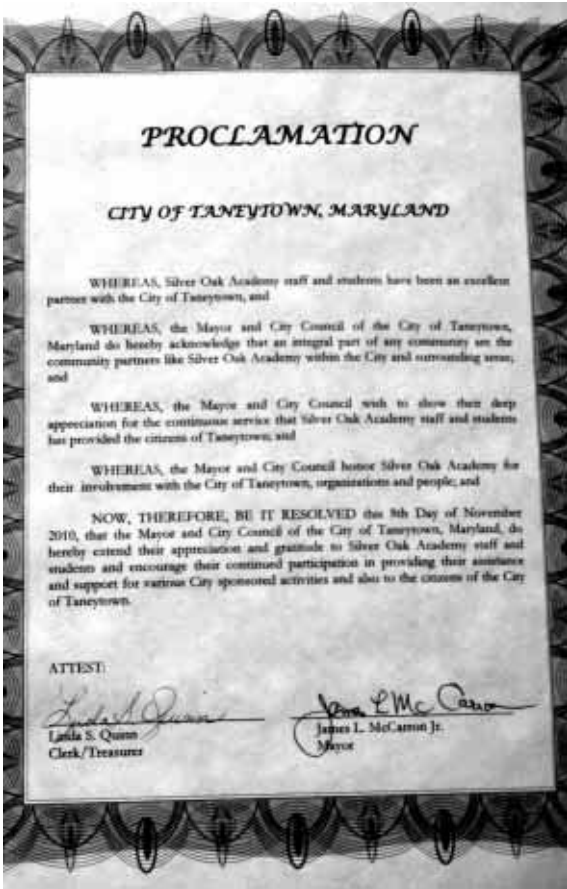 PROCLAMATION
CITY OF TANEYTOWN, MARYLAND
WHEREAS, Silver Oak Academy staff and students have been an excellent
partner with the City of Taneytown, and
WHEREAS, the Mayor and City Council of the City of Taneytown,
Maryland do hereby acknowledge that an integral part of any community are the
community partners like Silver Oak Academy within the City and surrounding areas,
and
WHEREAS, the Mayor and City Council wish to show their deep
appreciation for the continuous service that Silver Oak Academy staff and students
has provided the citizens of Taneytown; and
WHEREAS, the Mayor and City Council honor Silver Oak Academy for
their involvement with the City of Taneytown, organizations and people; and
NOW, THEREFORE, BE IT RESOLVED this 8th Day of November
2010, that the Mayor and City Council of the City of Taneytown, Maryland, do
hereby extend their appreciation and gratitude to Silver Oak Academy staff and
students and encourage their continued participation in providing their assistance
and support for various City sponsored activities and also to the citizens of the City
of Taneytown.
ATTEST:
Linda S. Quinn James L McCarron
Linda S. Quinn James L. McCarron Jr.
Clerk/Treasurer Mayor